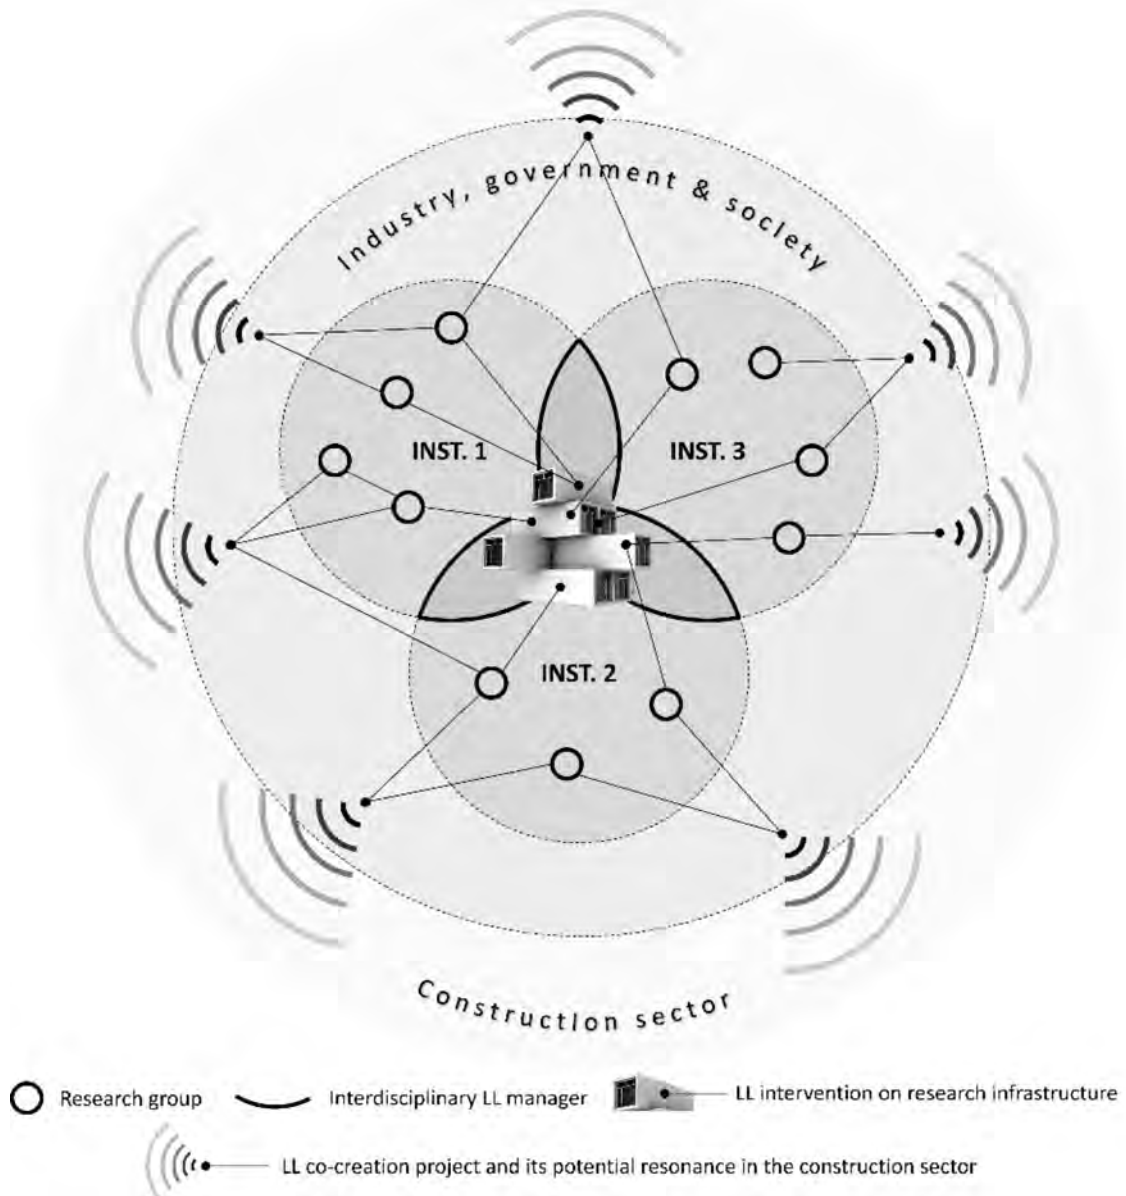 Industry, government & society
INST. 1
INST. 3
INST. 2
Construction sector
Research group
Interdisciplinary LL manager
LL intervention on research infrastructure
LL co-creation project and its potential resonance in the construction sector